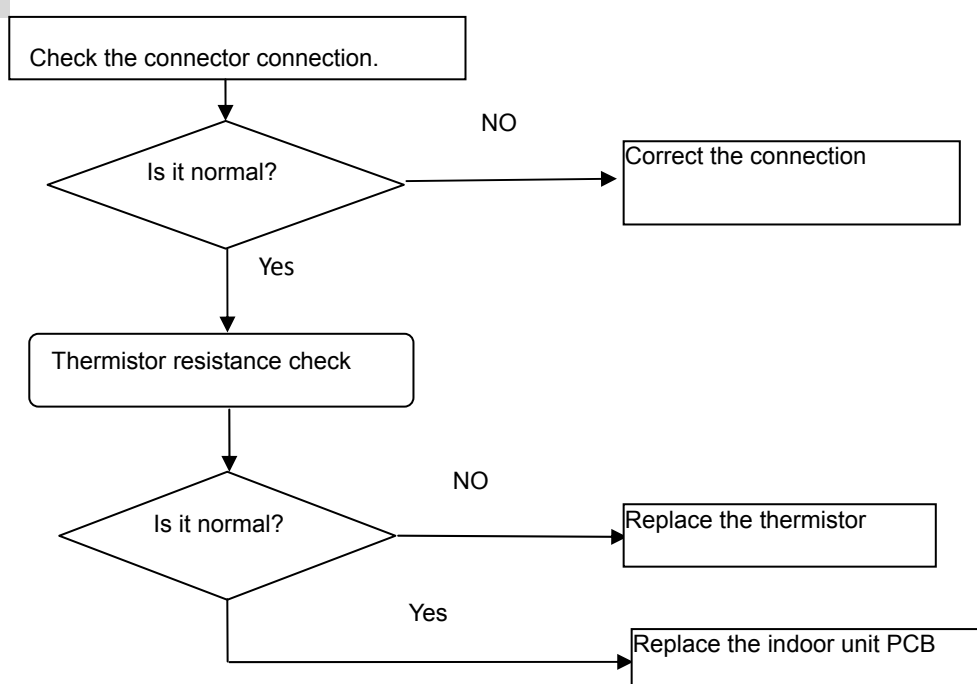 Check the connector connection.
NO
Is it normal?
Correct the connection
Yes
Thermistor resistance check
NO
Is it normal?
Replace the thermistor
Yes
Replace the indoor unit PCB